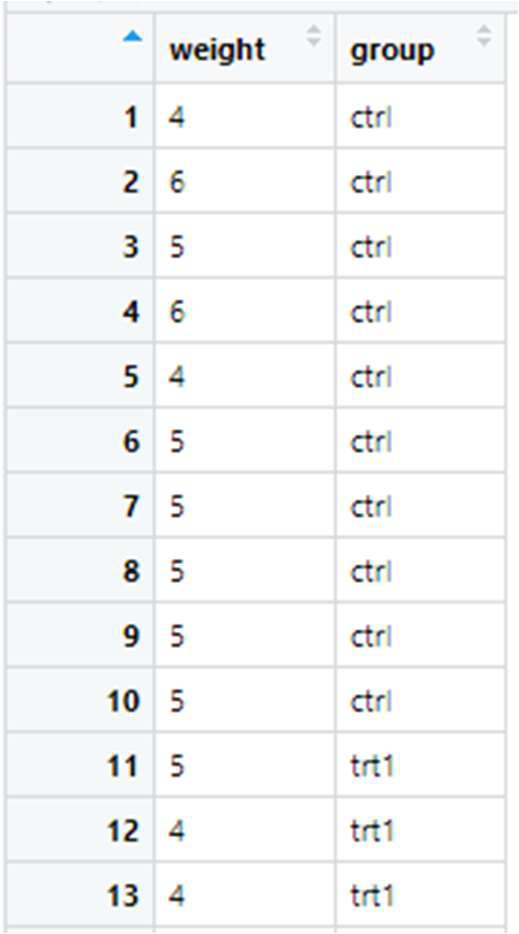 weight group
1 4 ctrl
2 6 ctrl
3 5 ctrl
4 6 ctrl
5 4 ctrl
6 5 ctrl
7 5 ctrl
8 5 ctrl
9 5 ctrl
10 5 ctrl
11 5 trt1
12 4 trt1
13 4 trt1